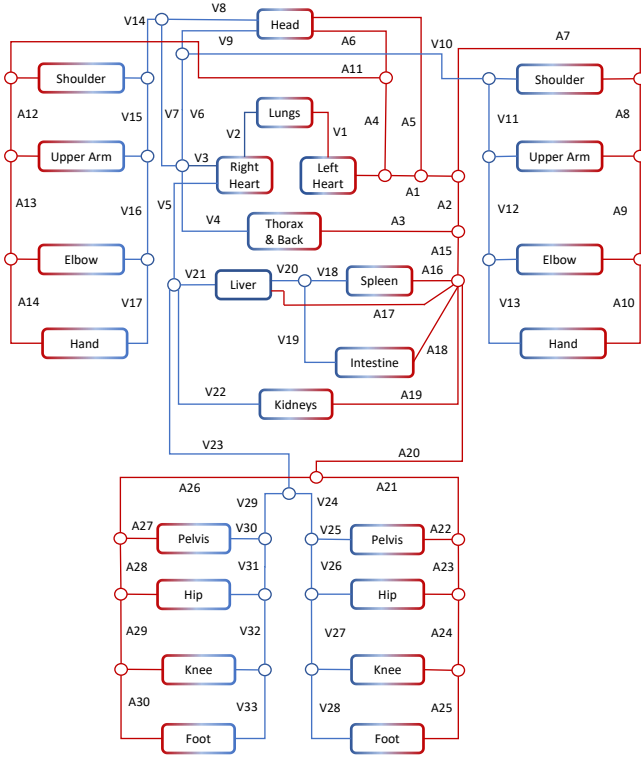 V8
Head
A7
V14
V9
A6
V10
A11
Shoulder
Shoulder
A12
V15
V7
V6
Lungs
A4
A5
V11
A8
V2
V1
Upper Arm
V3
Right
Heart
Left
Heart
Upper Arm
A1
A13
V16
V5
V4
Thorax
& Back
A3
A2
V12
A9
A15
Elbow
V21
V20
V18
A16
Elbow
Liver
Spleen
A14
V17
A17
V13
A10
Hand
V19
A18
Hand
Intestine
V22
Kidneys
A19
V23
A20
A26
A21
V29
V24
A27
V30
V25
A22
Pelvis
Pelvis
A28
V31
V26
A23
Hip
Hip
A29
V32
V27
A24
Knee
Knee
A30
V33
V28
A25
Foot
Foot